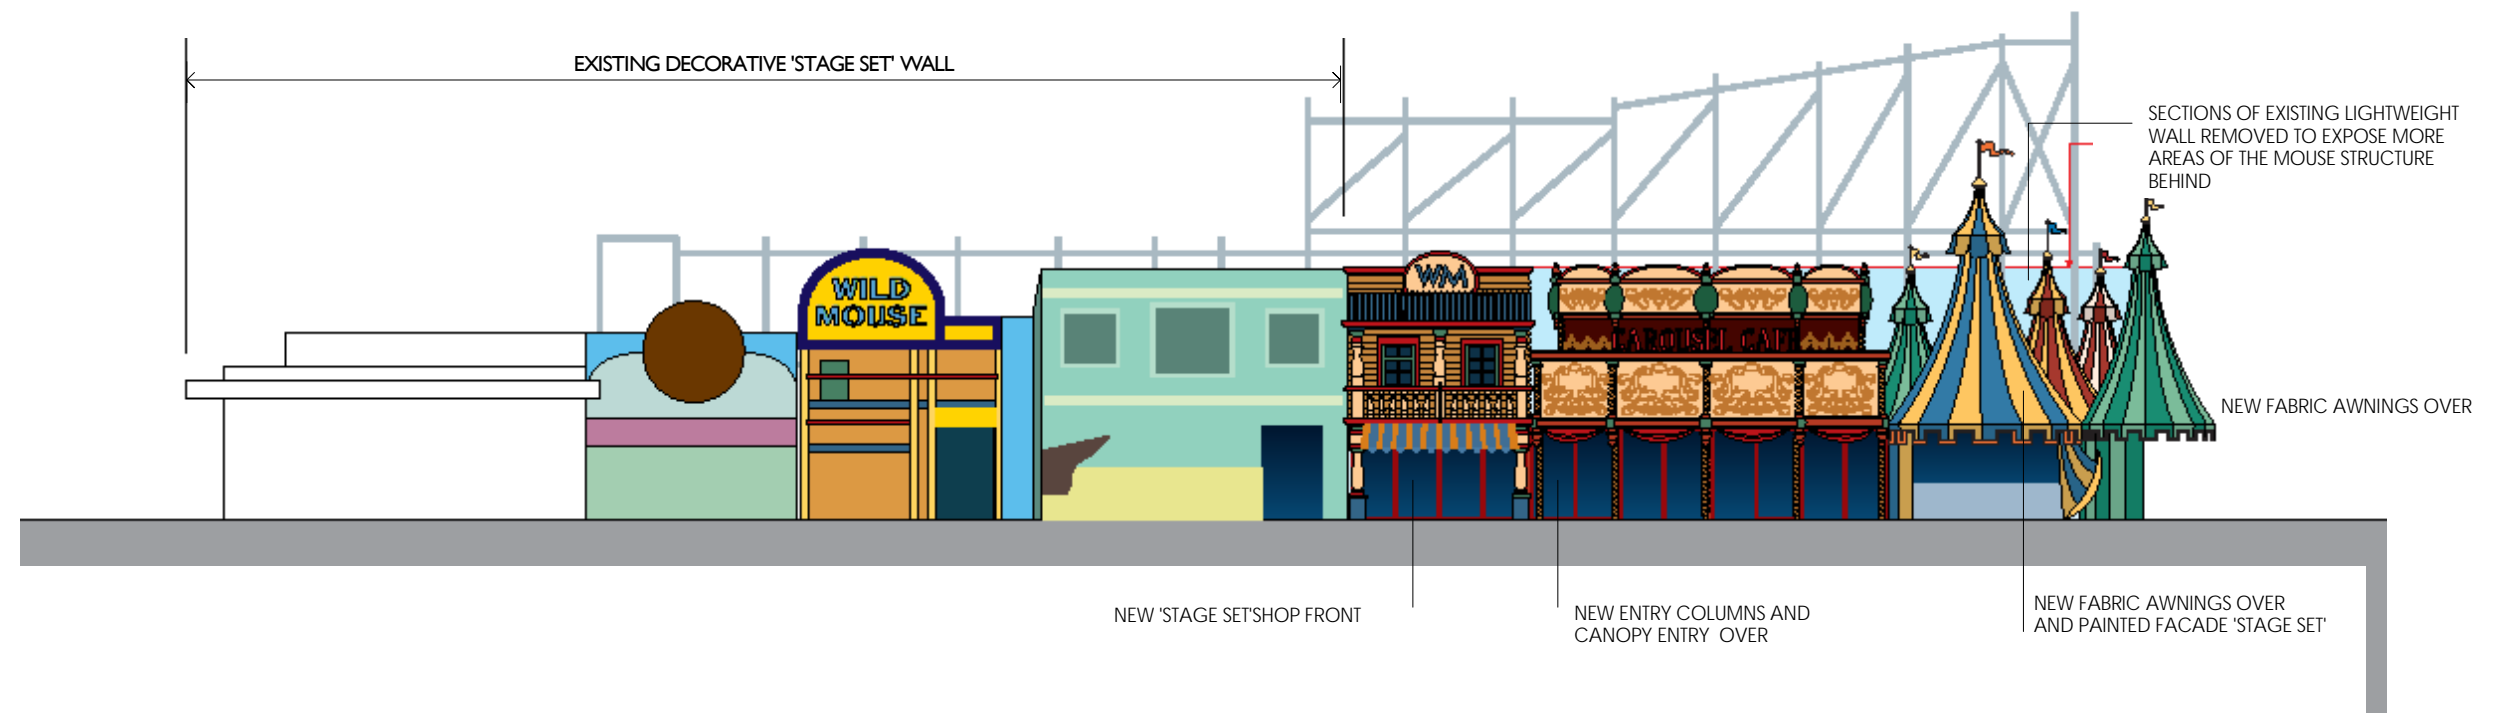 EXISTING DECORATIVE 'STAGE SET' WALL
SECTIONS OF EXISTING LIGHTWEIGHT
WALL REMOVED TO EXPOSE MORE
AREAS OF THE MOUSE STRUCTURE
BEHIND
WILD
MOUSE
WM
CAROUSEL CAFE
NEW FABRIC AWNINGS OVER
NEW 'STAGE SET'SHOP FRONT
NEW ENTRY COLUMNS AND
CANOPY ENTRY OVER
NEW FABRIC AWNINGS OVER
AND PAINTED FACADE 'STAGE SET'